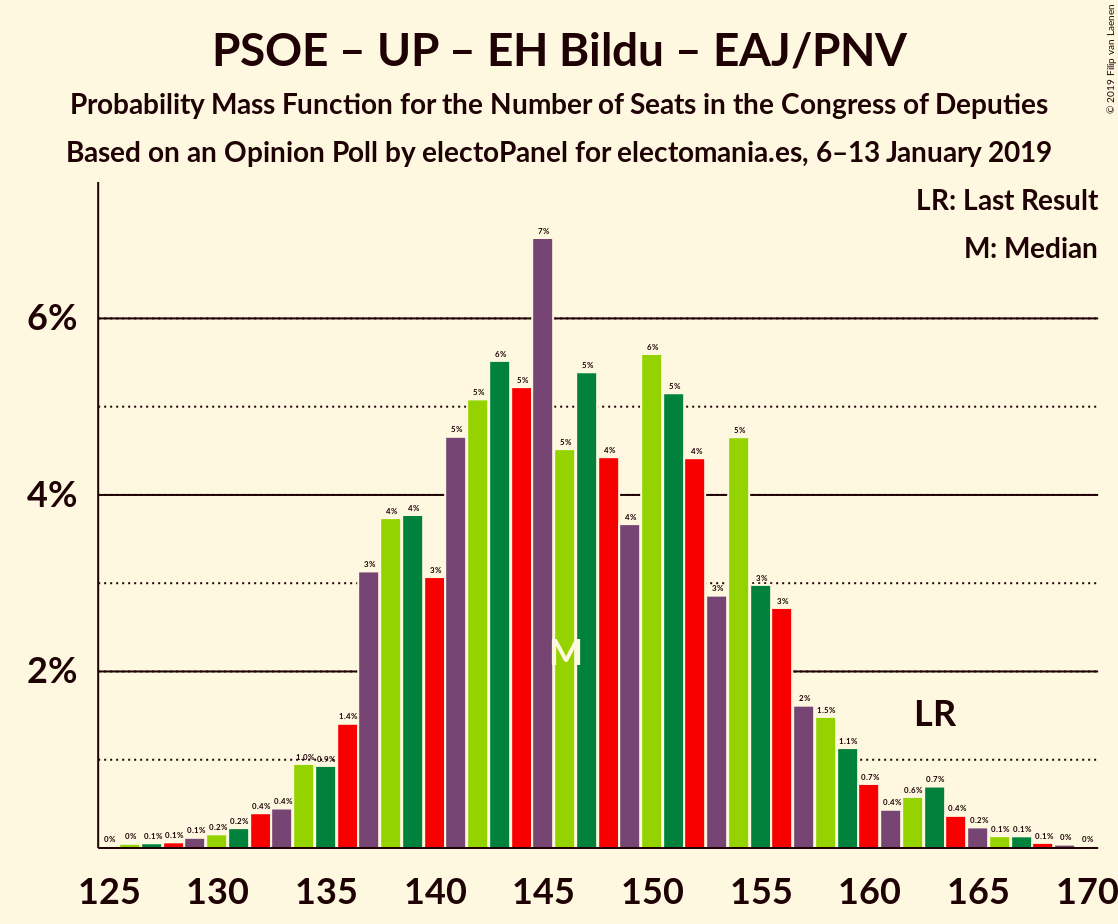 PSOE – UP – EH Bildu – EAJ/PNV
Probability Mass Function for the Number of Seats in the Congress of Deputies
Based on an Opinion Poll by electoPanel for electomania.es, 6–13 January 2019
© 2019 Filip van Laenen
LR: Last Result
M: Median
6%
4%
2%
0% 0% 0.1% 0.1% 0.1% 0.2% 0.2% 0.4% 0.4% 1.0% 0.9% 1.4% 3% 4% 4% 3% 5% 5% 6% 5% 7% 5% 5% 4% 4% 6% 5% 4% 3% 5% 3% 3% 2% 1.5% 1.1% 0.7% 0.4% 0.6% 0.7% 0.4% 0.2% 0.1% 0.1% 0.1% 0% 0%
M
LR
125 130 135 140 145 150 155 160 165 170